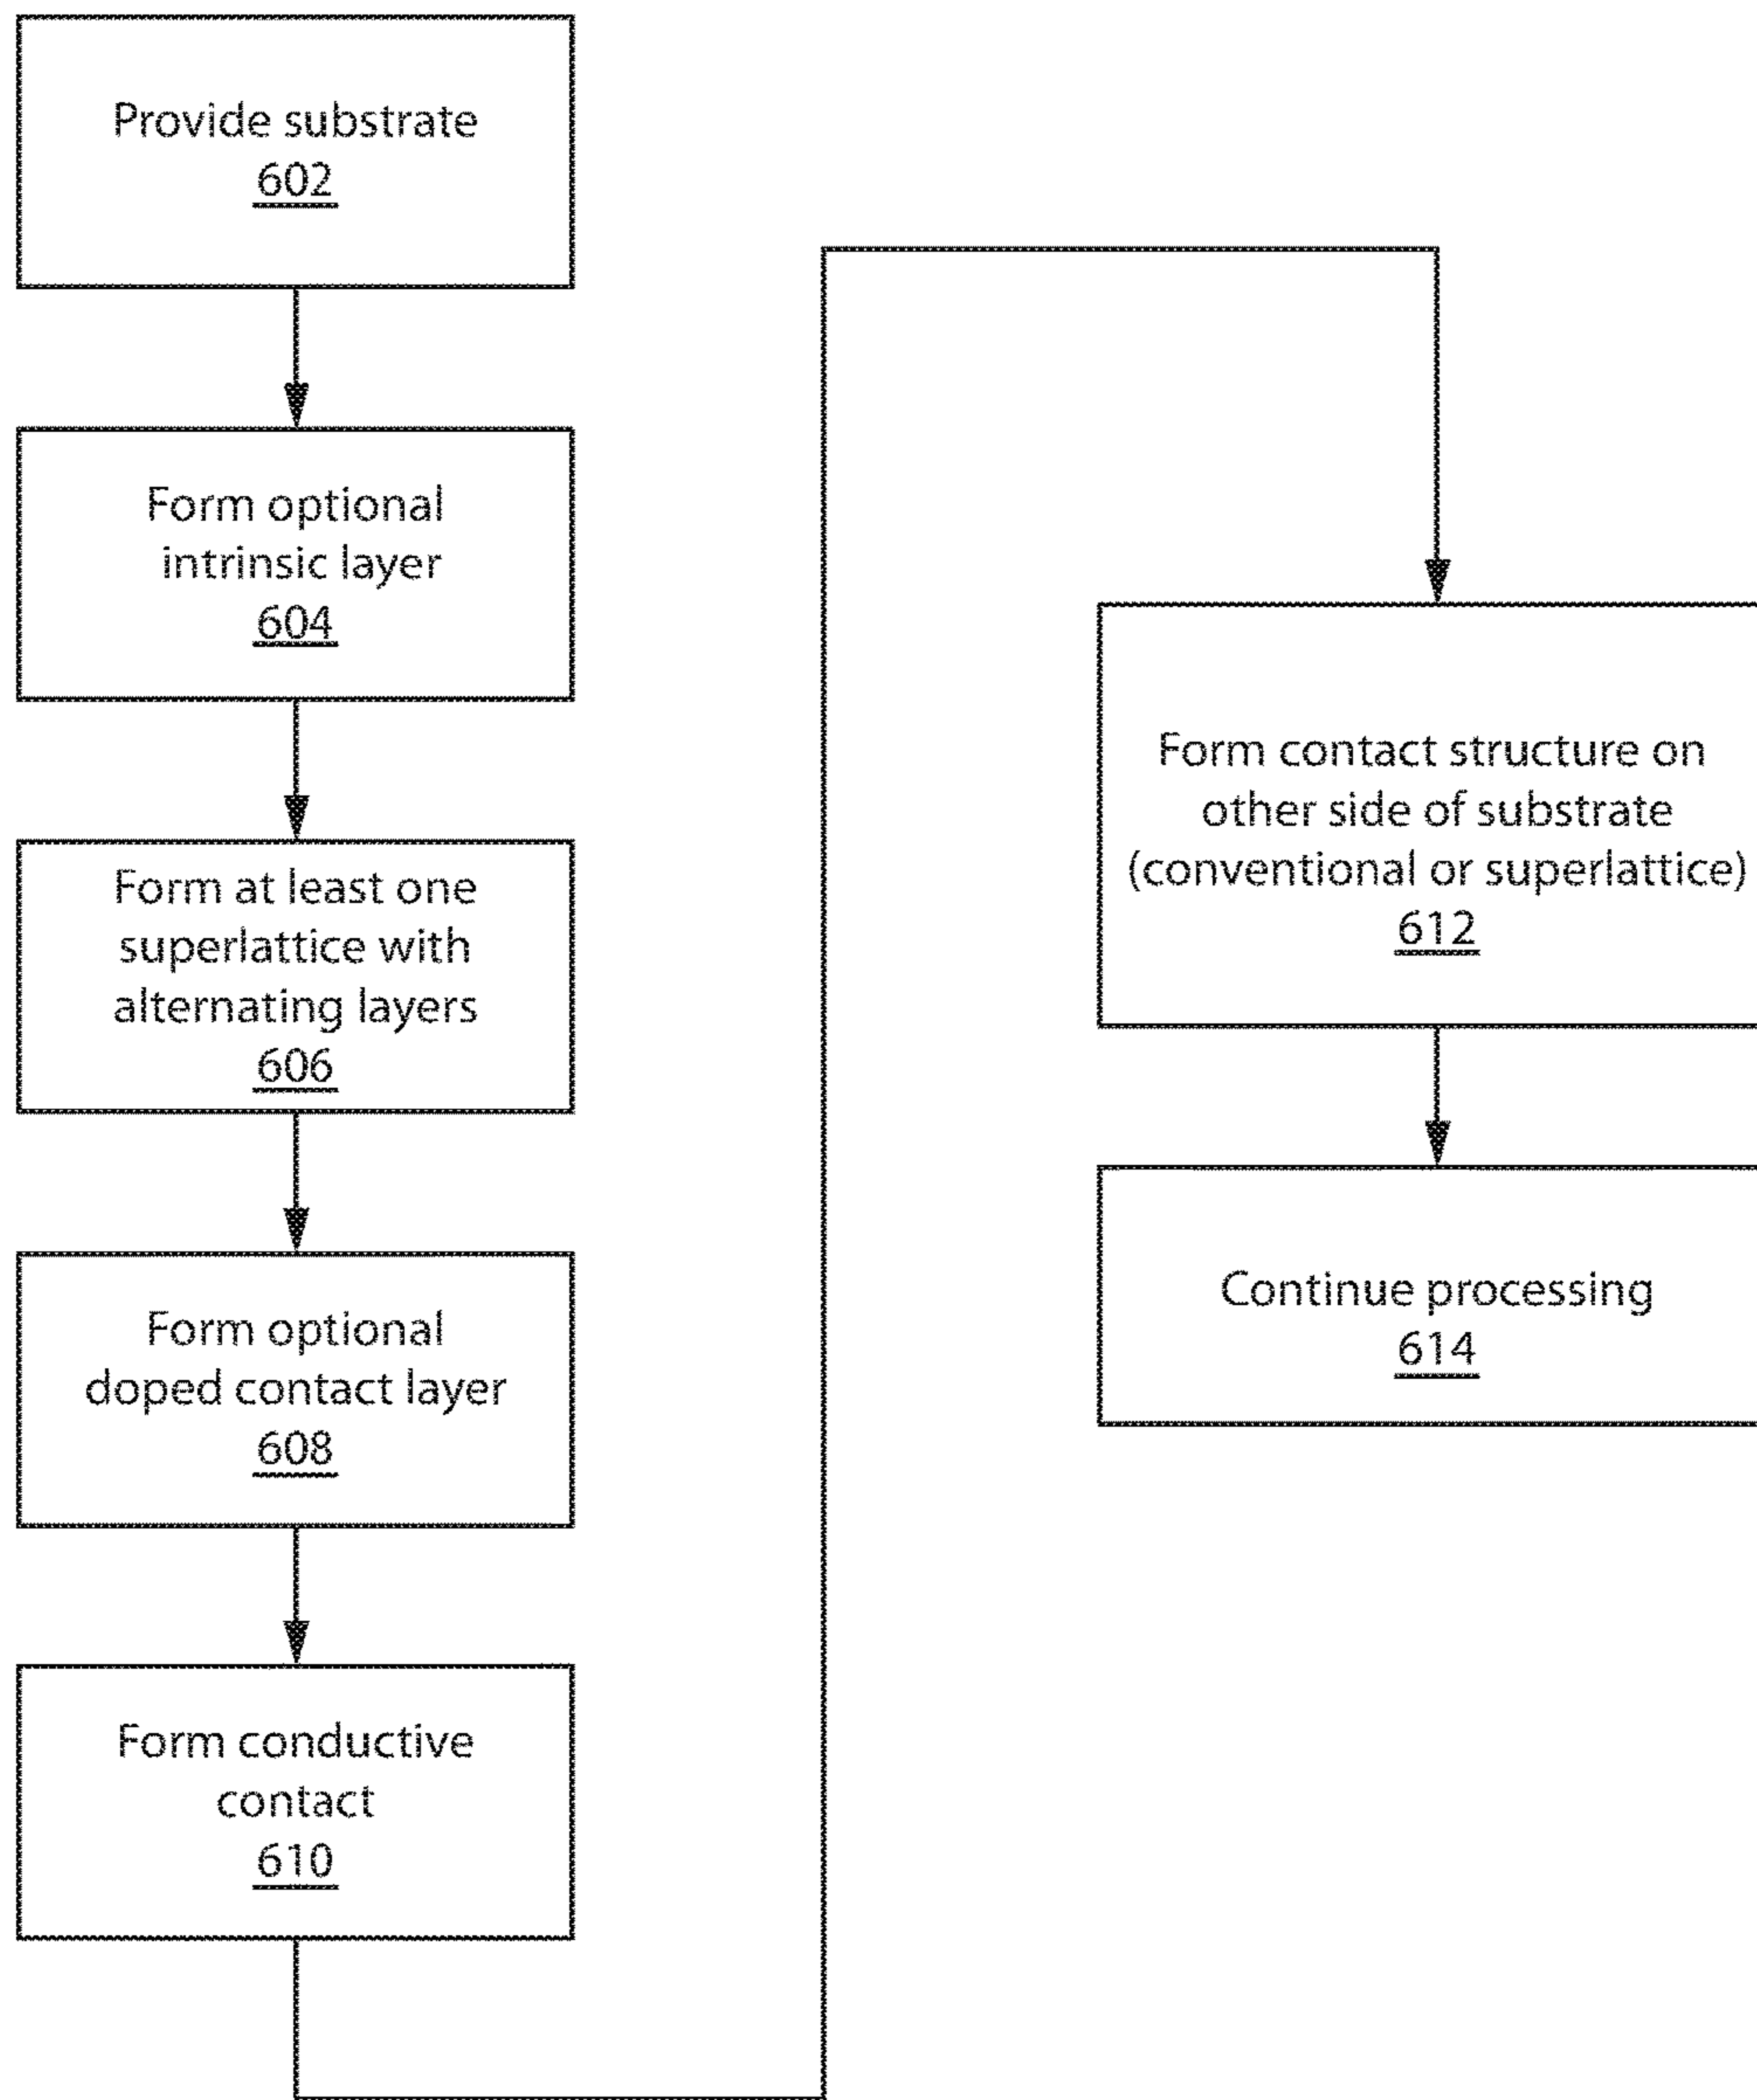 Provide substrate
602
Form optional
intrinsic layer
604
Form at least one
superlattice with
alternating layers
606
Form optional
doped contact layer
608
Form conductive
contact
610
Form contact structure on
other side of substrate
(conventional or superlattice)
612
Continue processing
614